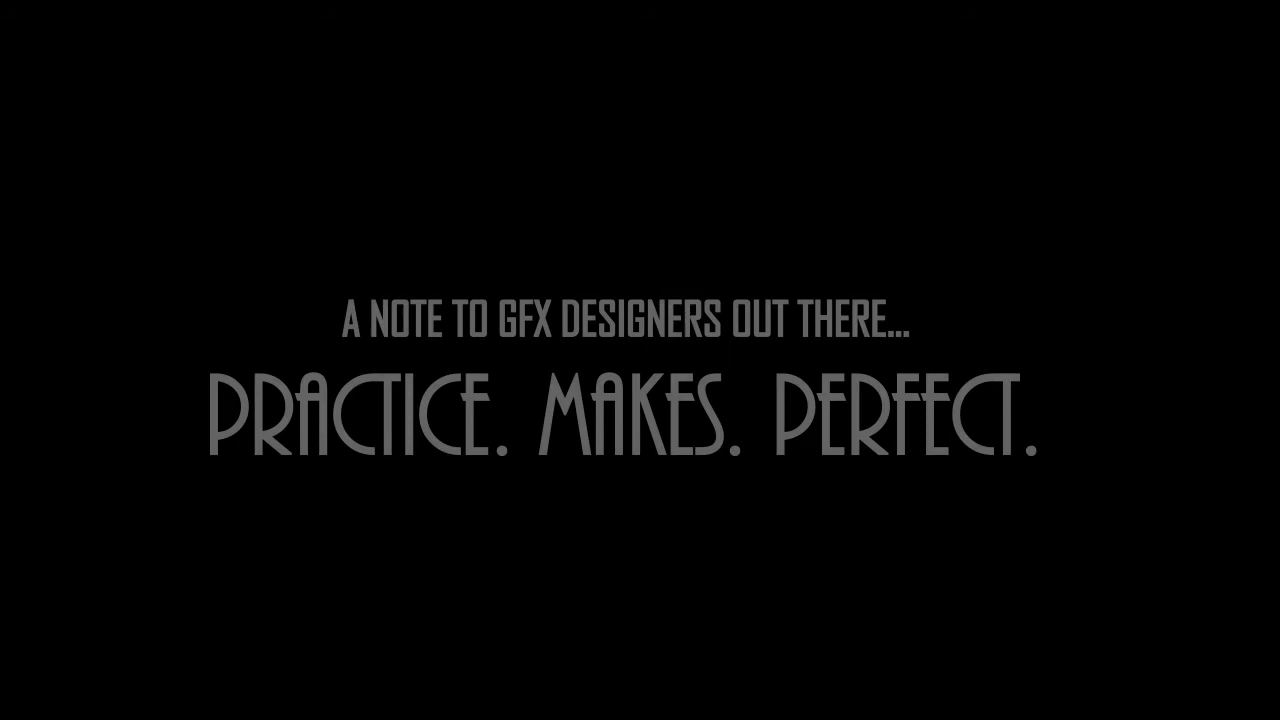 A NOTE TO GFX DESIGNERS OUT THERE...
PRACTICE. MAKES. PERFECT.